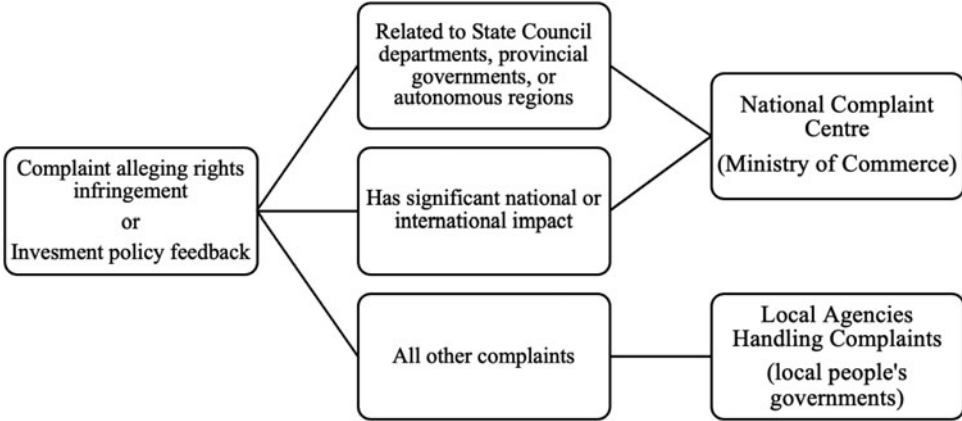 Complaint alleging rights
infringement
or
Invesment policy feedback
Related to State Council
departments, provincial
governments, or
autonomous regions
Has significant national or
international impact
All other complaints
National Complaint
Centre
(Ministry of Commerce)
Local Agencies
Handling Complaints
(local people's
governments)